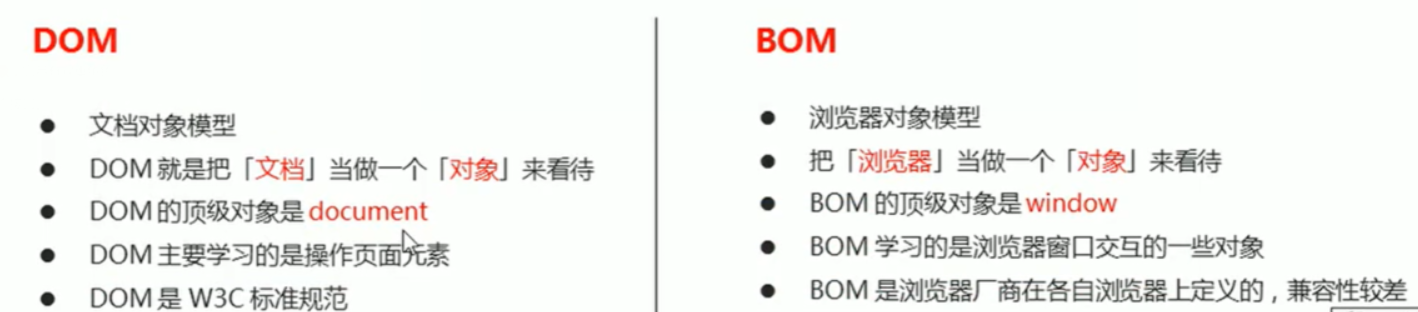 DOM
文档对象模型
DOM 就是把「文档」当做一个「对象」来看待
DOM 的顶级对象是 document
DOM 主要学习的是操作页面元素
DOM 是 W3C 标准规范
BOM
浏览器对象模型
把「浏览器」当做一个「对象」来看待
BOM 的顶级对象是 window
BOM 学习的是浏览器窗口交互的一些对象
BOM 是浏览器厂商在各自浏览器上定义的，兼容性较差